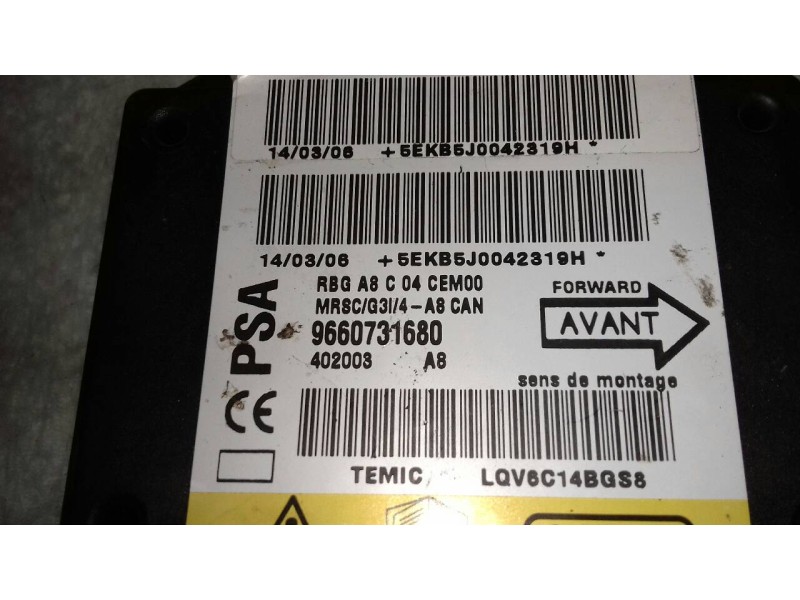 14/03/06 +5EKB5J0042319H *
14/03/06 +5EKB5J0042319H *
PSA
RBG A8 C 04 CEM00
MRSC/G3I/4-A8 CAN
9660731680
402003 A8
FORWARD
AVANT
sens de montage
CE
TEMIC LQV6C14BGS8